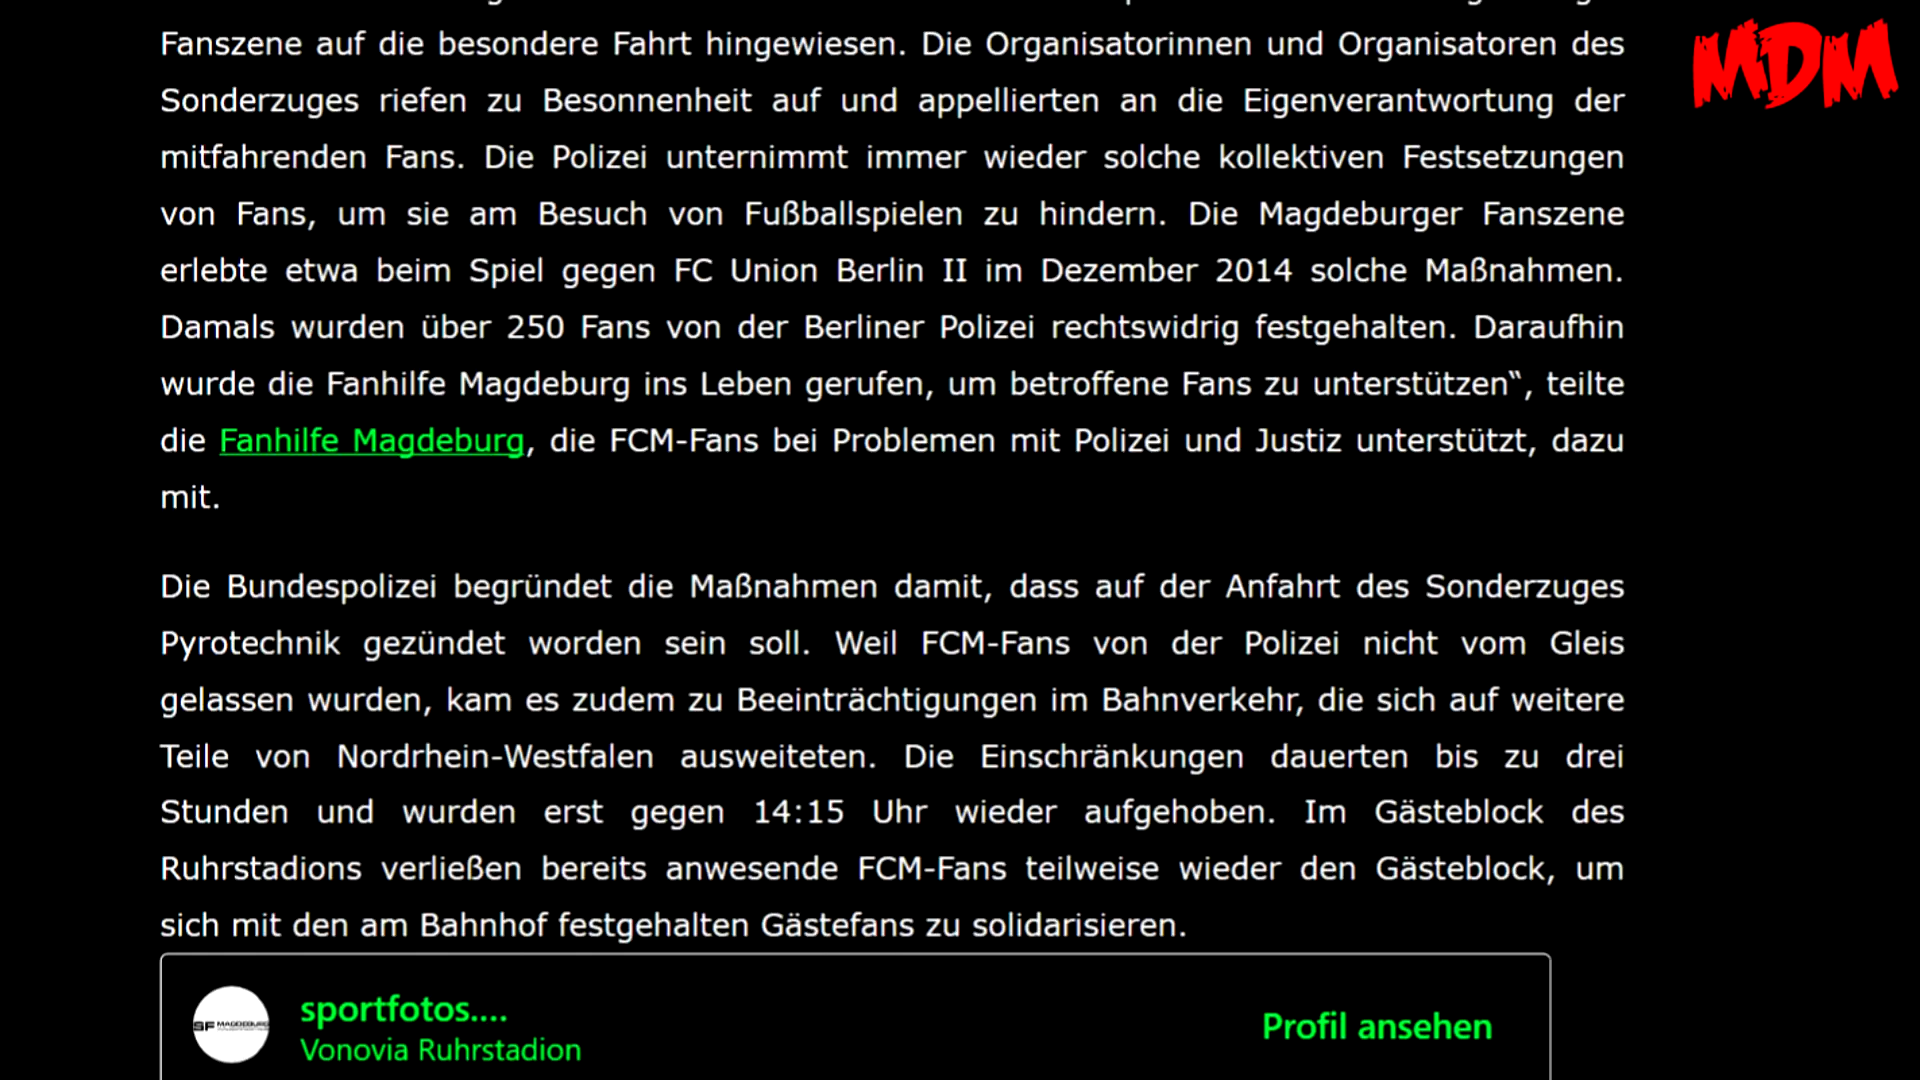 Fanszene auf die besondere Fahrt hingewiesen. Die Organisatorinnen und Organisatoren des
Sonderzuges riefen zu Besonnenheit auf und appellierten an die Eigenverantwortung der
mitfahrenden Fans. Die Polizei unternimmt immer wieder solche kollektiven Festsetzungen
von Fans, um sie am Besuch von Fußballspielen zu hindern. Die Magdeburger Fanszene
erlebte etwa beim Spiel gegen FC Union Berlin II im Dezember 2014 solche Maßnahmen.
Damals wurden über 250 Fans von der Berliner Polizei rechtswidrig festgehalten. Daraufhin
wurde die Fanhilfe Magdeburg ins Leben gerufen, um betroffene Fans zu unterstützen‟, teilte
die Fanhilfe Magdeburg, die FCM-Fans bei Problemen mit Polizei und Justiz unterstützt, dazu
mit.
Die Bundespolizei begründet die Maßnahmen damit, dass auf der Anfahrt des Sonderzuges
Pyrotechnik gezündet worden sein soll. Weil FCM-Fans von der Polizei nicht vom Gleis
gelassen wurden, kam es zudem zu Beeinträchtigungen im Bahnverkehr, die sich auf weitere
Teile von Nordrhein-Westfalen ausweiteten. Die Einschränkungen dauerten bis zu drei
Stunden und wurden erst gegen 14:15 Uhr wieder aufgehoben. Im Gästeblock des
Ruhrstadions verließen bereits anwesende FCM-Fans teilweise wieder den Gästeblock, um
sich mit den am Bahnhof festgehalten Gästefans zu solidarisieren.
MDM
SF MAGDEBURG
sportfotos....
Vonovia Ruhrstadion
Profil ansehen